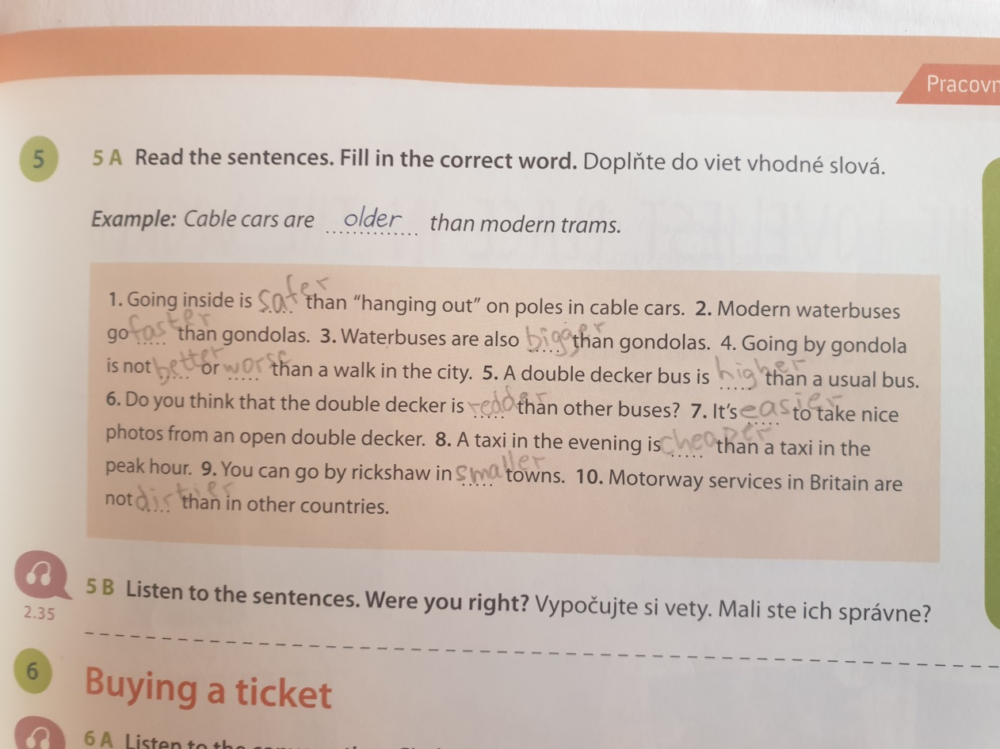 Pracovn
5 5 A Read the sentences. Fill in the correct word. Doplňte do viet vhodné slová.
Example: Cable cars are older than modern trams.
1. Going inside is safer than “hanging out” on poles in cable cars. 2. Modern waterbuses
go faster than gondolas. 3. Waterbuses are also bigger than gondolas. 4. Going by gondola
is not better or worse than a walk in the city. 5. A double decker bus is higher than a usual bus.
6. Do you think that the double decker is redder than other buses? 7. It’s easier to take nice
photos from an open double decker. 8. A taxi in the evening is cheaper than a taxi in the
peak hour. 9. You can go by rickshaw in smaller towns. 10. Motorway services in Britain are
not dirtier than in other countries.
5 B Listen to the sentences. Were you right? Vypočujte si vety. Mali ste ich správne?
2.35
6 Buying a ticket
6 A Listen to the